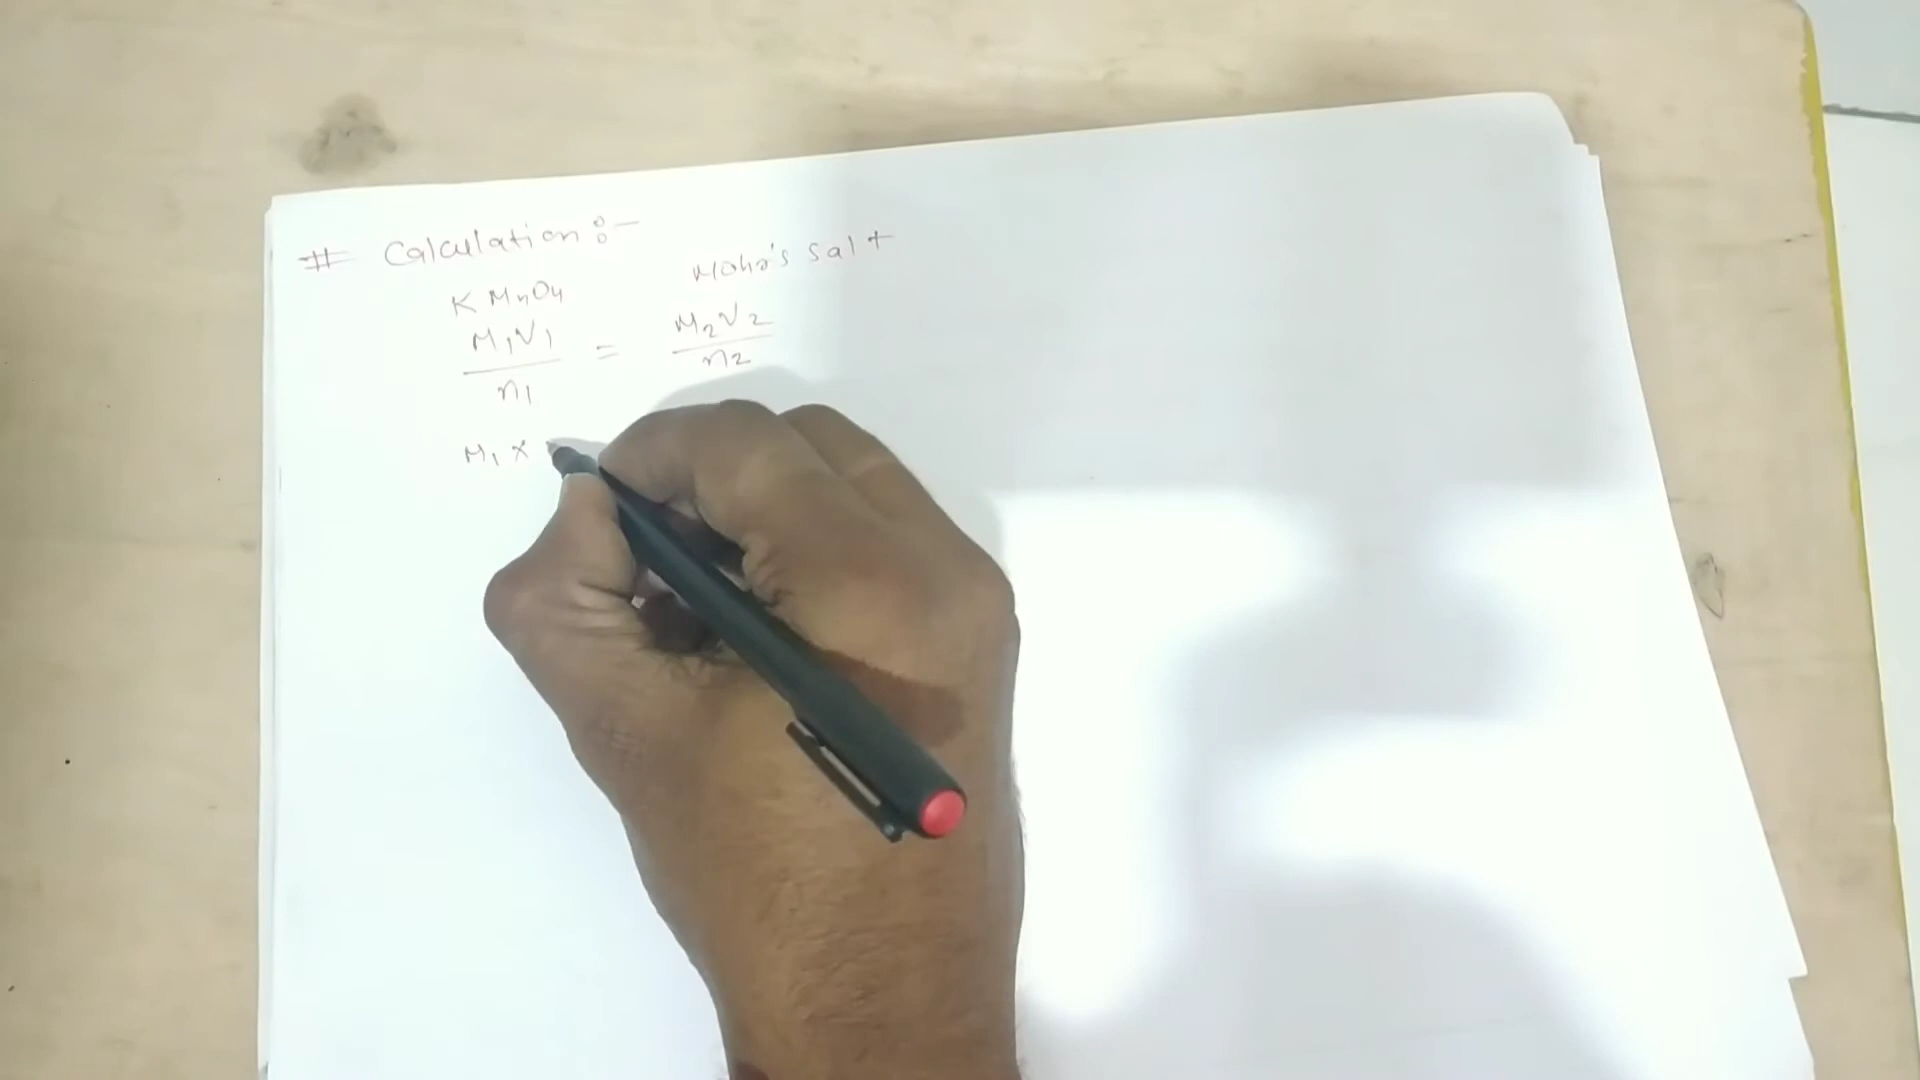 # Calculation :-
KMnO4 Mohr's salt
M1V1 / n1 = M2V2 / n2
M1 ×